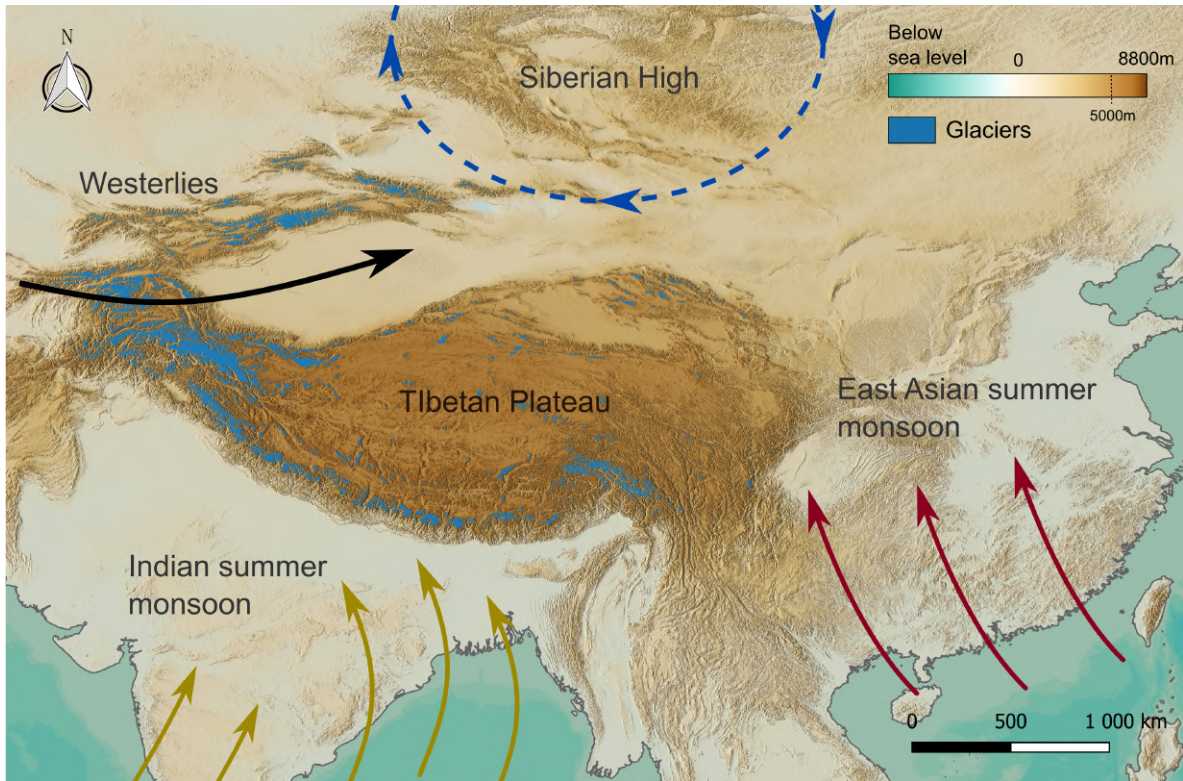 N
Siberian High
Below
sea level
0
8800m
5000m
Glaciers
Westerlies
TIbetan Plateau
East Asian summer
monsoon
Indian summer
monsoon
0
500
1 000 km